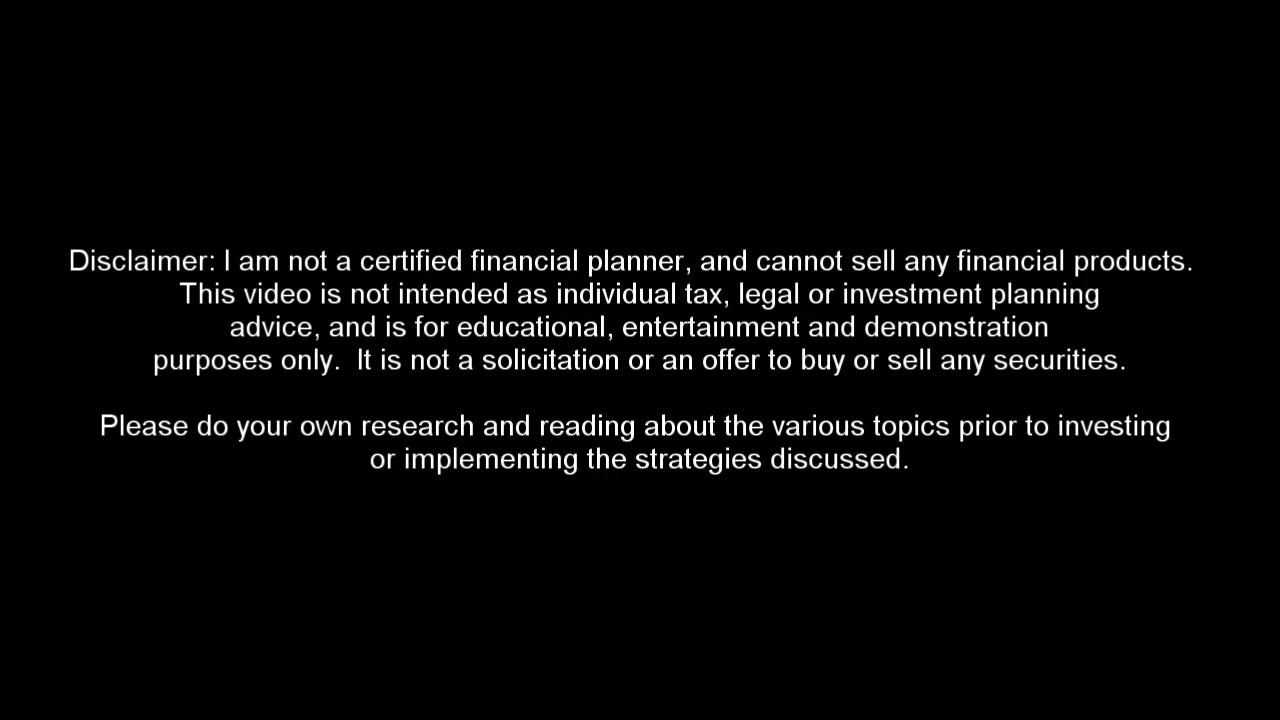 Disclaimer: I am not a certified financial planner, and cannot sell any financial products.
This video is not intended as individual tax, legal or investment planning
advice, and is for educational, entertainment and demonstration
purposes only.  It is not a solicitation or an offer to buy or sell any securities.
Please do your own research and reading about the various topics prior to investing
or implementing the strategies discussed.